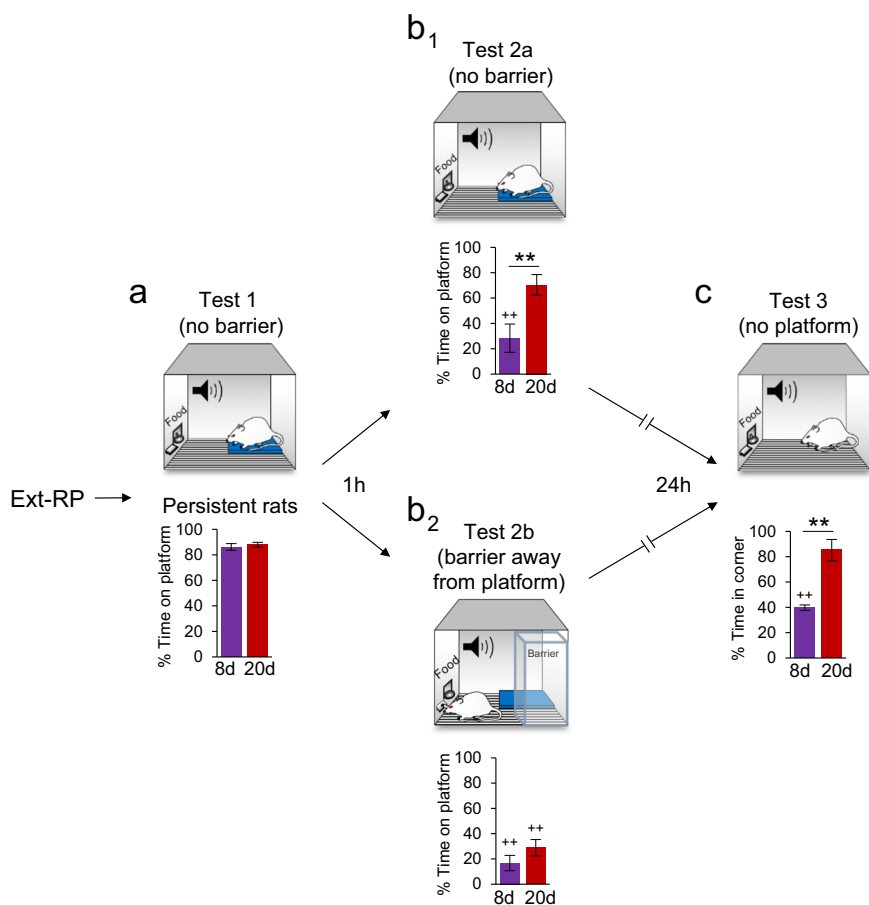 b1
Test 2a
(no barrier)
Food
% Time on platform
100
80
60
40
20
0
**
++
8d 20d
a
Test 1
(no barrier)
Food
Ext-RP
Persistent rats
% Time on platform
100
80
60
40
20
0
8d 20d
1h
24h
b2
Test 2b
(barrier away
from platform)
Food
Barrier
% Time on platform
100
80
60
40
20
0
++
++
8d 20d
c
Test 3
(no platform)
Food
% Time in corner
100
80
60
40
20
0
**
++
8d 20d